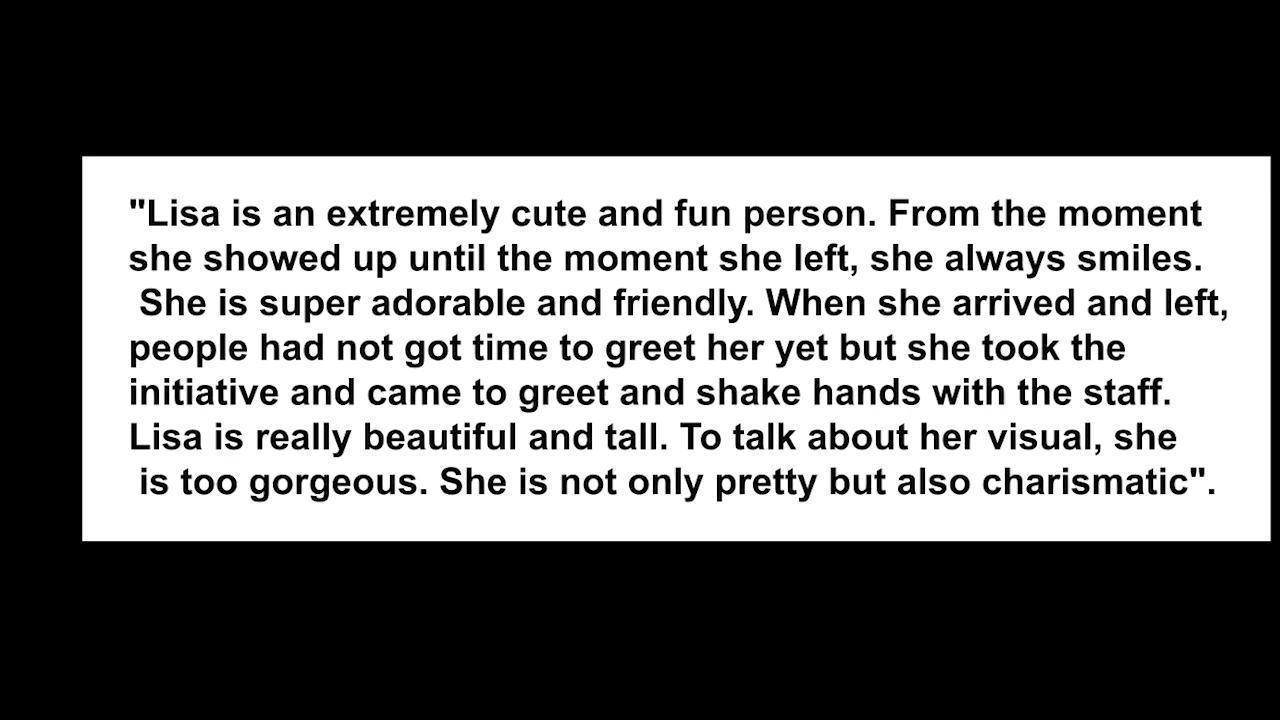 "Lisa is an extremely cute and fun person. From the moment
she showed up until the moment she left, she always smiles.
She is super adorable and friendly. When she arrived and left,
people had not got time to greet her yet but she took the
initiative and came to greet and shake hands with the staff.
Lisa is really beautiful and tall. To talk about her visual, she
is too gorgeous. She is not only pretty but also charismatic".